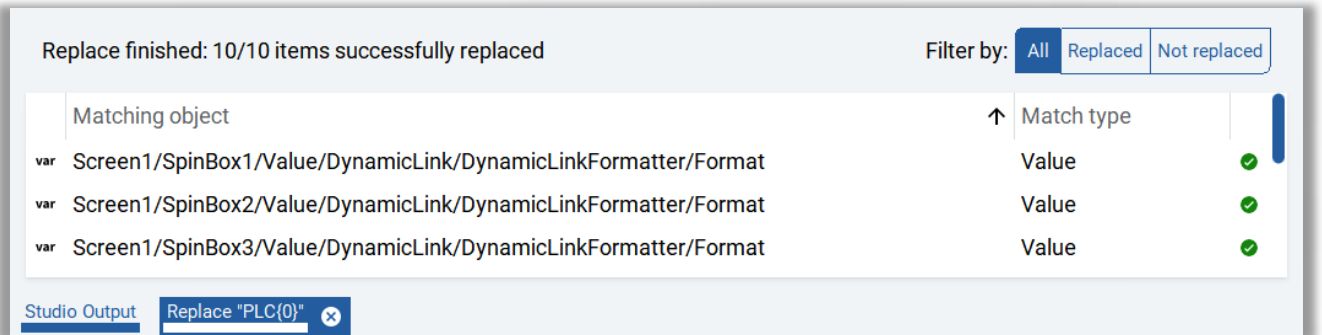 Replace finished: 10/10 items successfully replaced Filter by: All Replaced Not replaced
Matching object Match type
var Screen1/SpinBox1/Value/DynamicLink/DynamicLinkFormatter/Format Value
var Screen1/SpinBox2/Value/DynamicLink/DynamicLinkFormatter/Format Value
var Screen1/SpinBox3/Value/DynamicLink/DynamicLinkFormatter/Format Value
Studio Output Replace "PLC{0}"